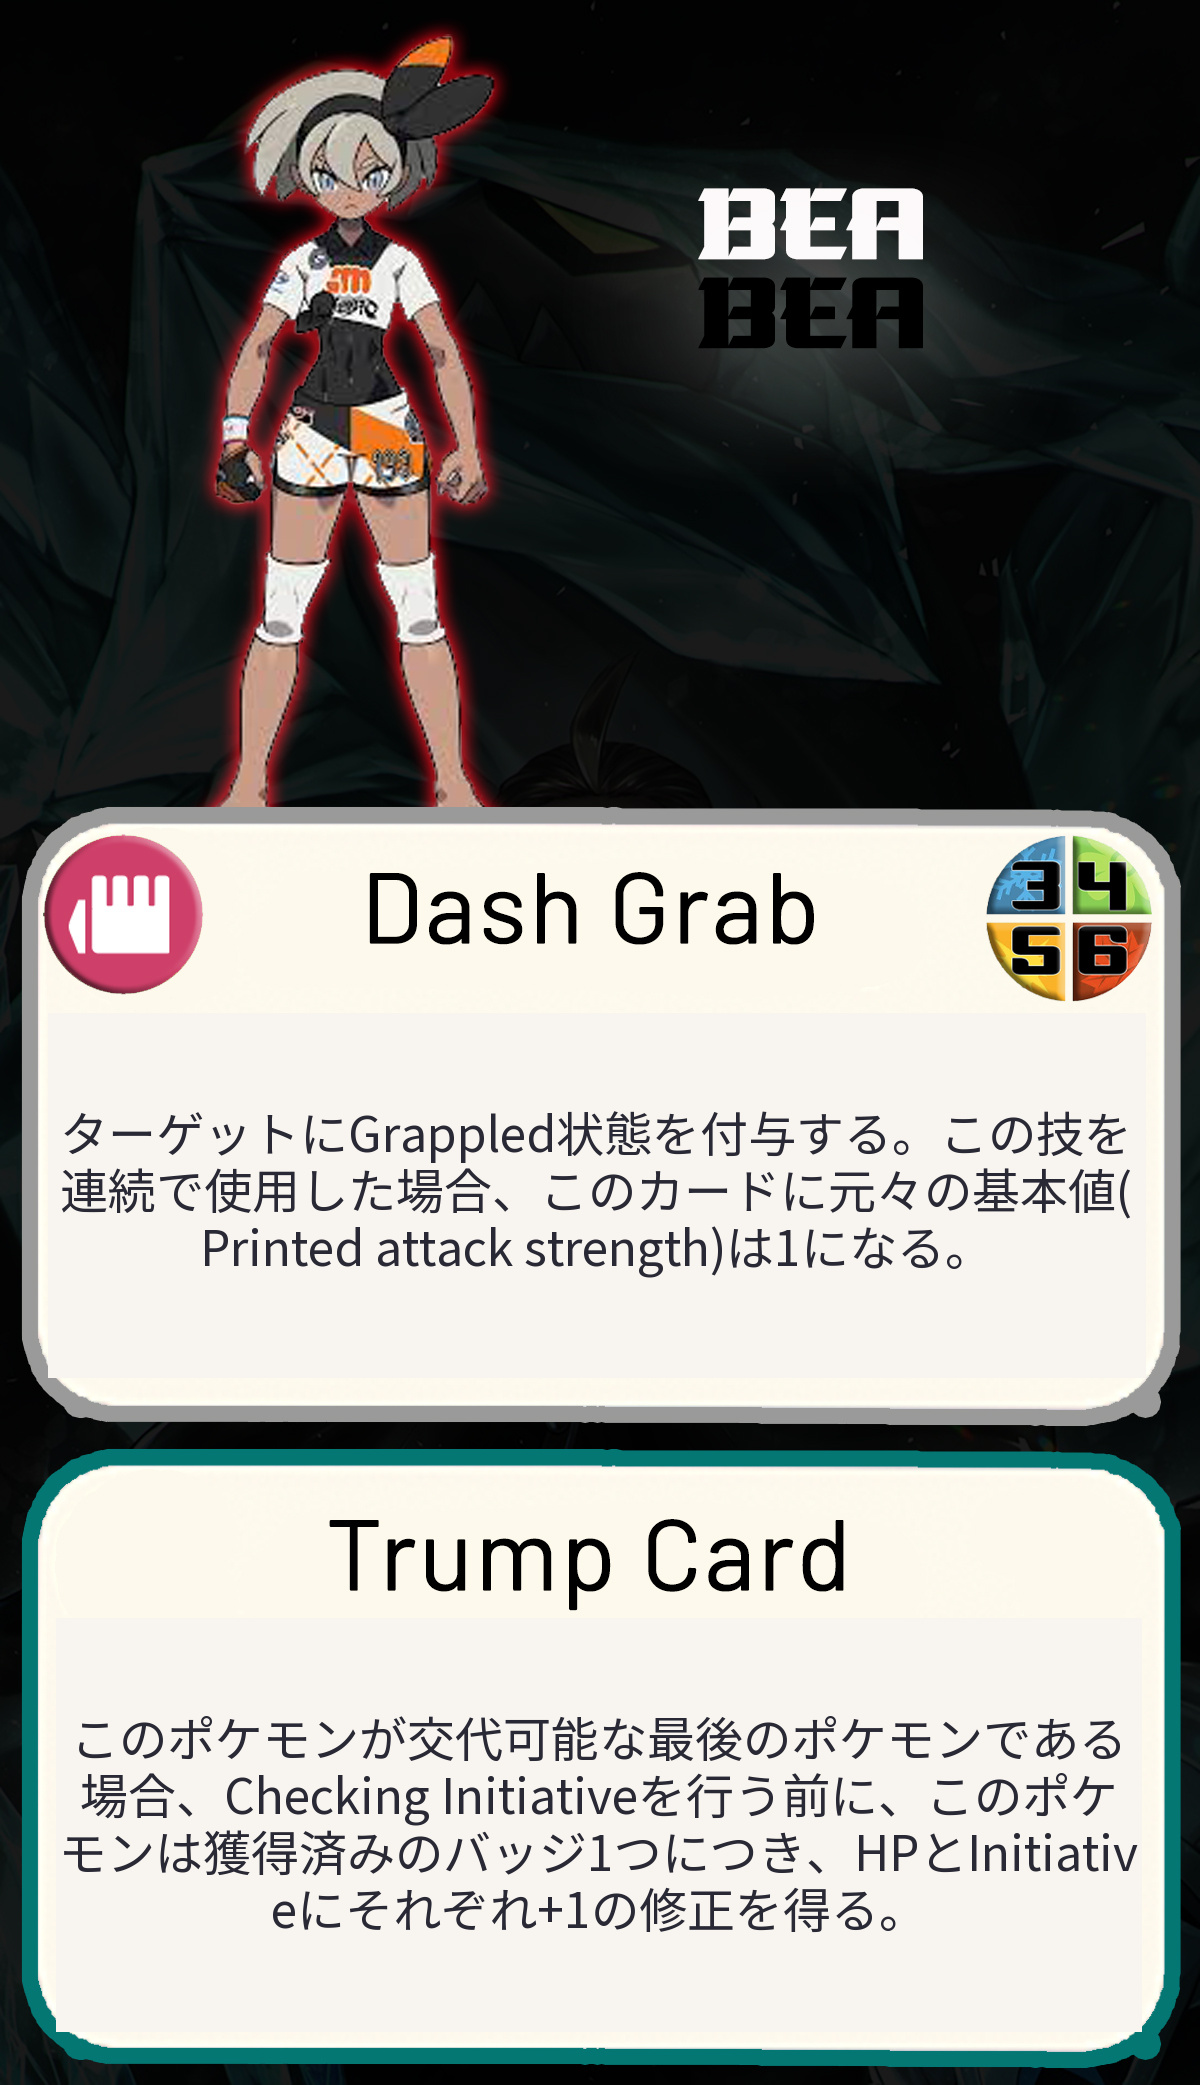 BEA
BEA
Dash Grab
3 4
5 6
ターゲットにGrappled状態を付与する。この技を
連続で使用した場合、このカードに元々の基本値(
Printed attack strength)は1になる。
Trump Card
このポケモンが交代可能な最後のポケモンである
場合、Checking Initiativeを行う前に、このポケ
モンは獲得済みのバッジ1つにつき、HPとInitiativ
eにそれぞれ+1の修正を得る。